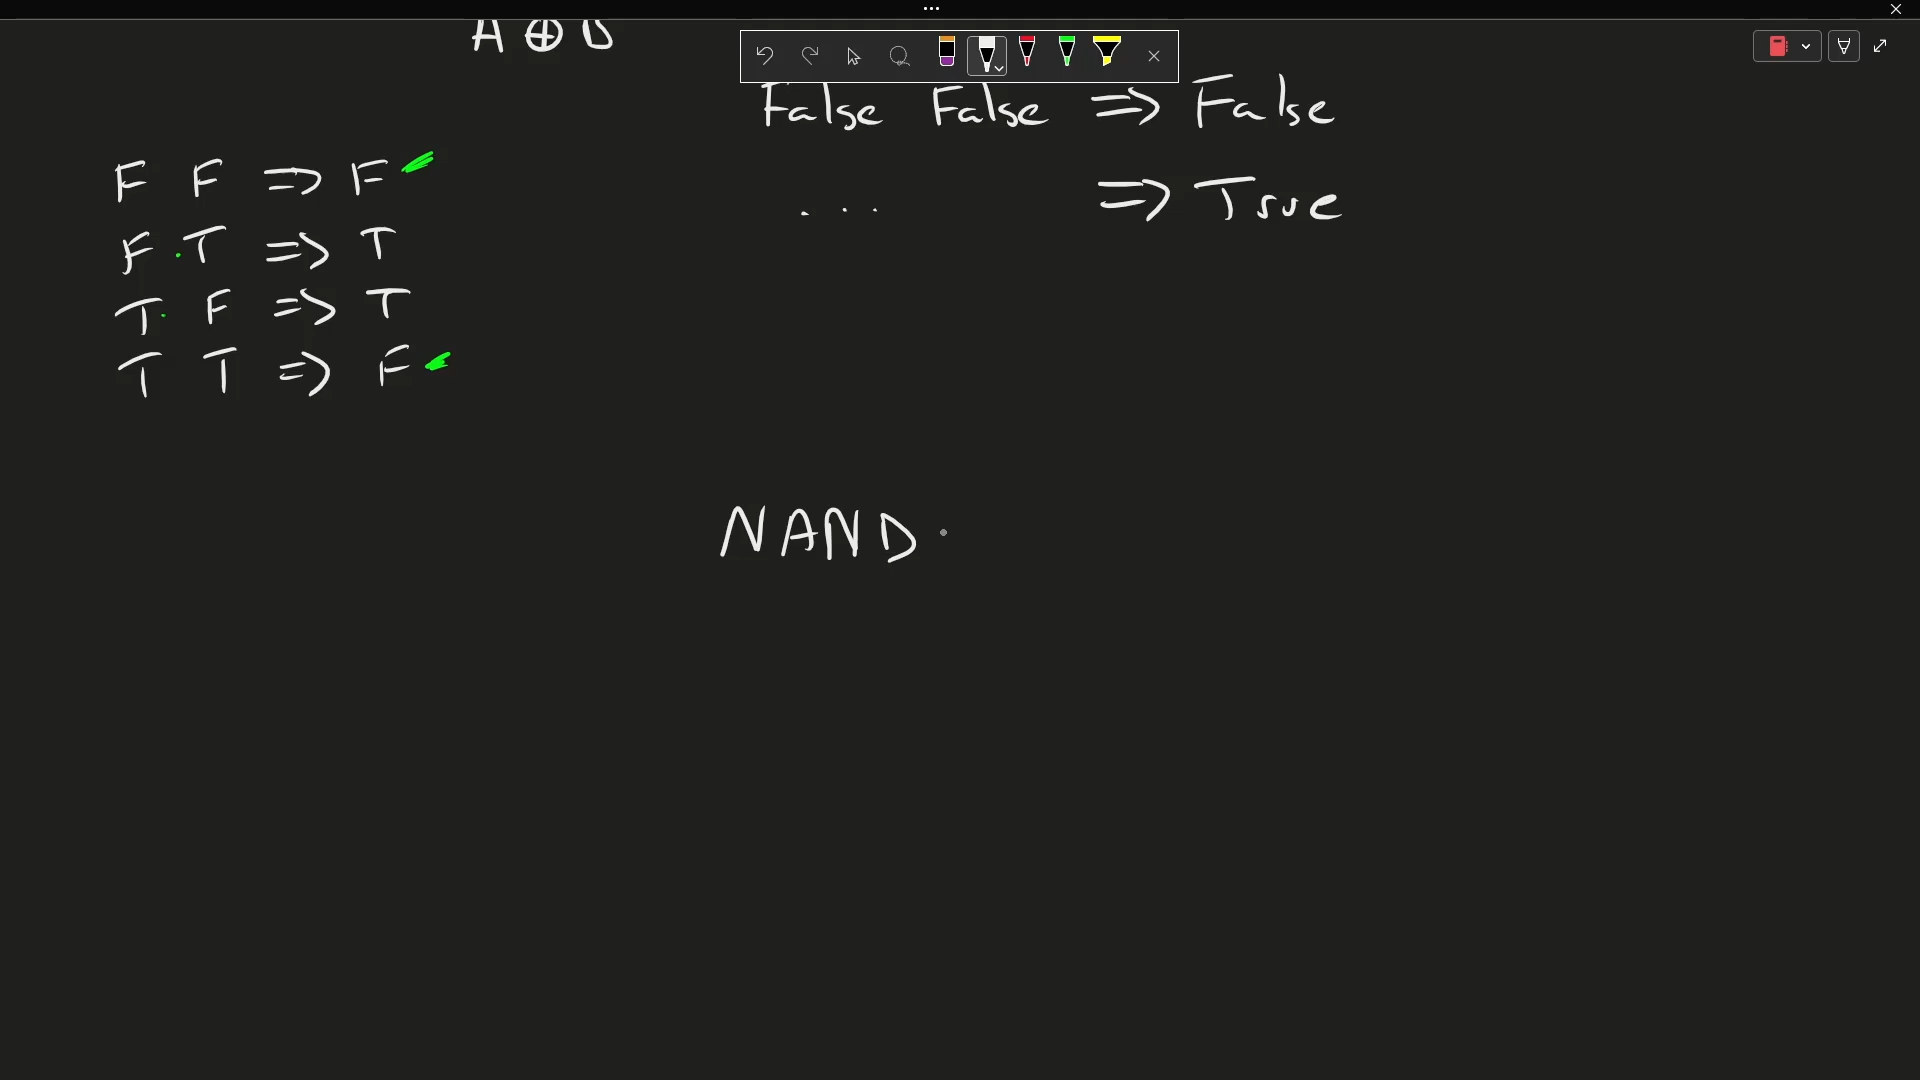 A ⊕ B
False False => False
... => True
F F => F
F T => T
T F => T
T T => F
NAND